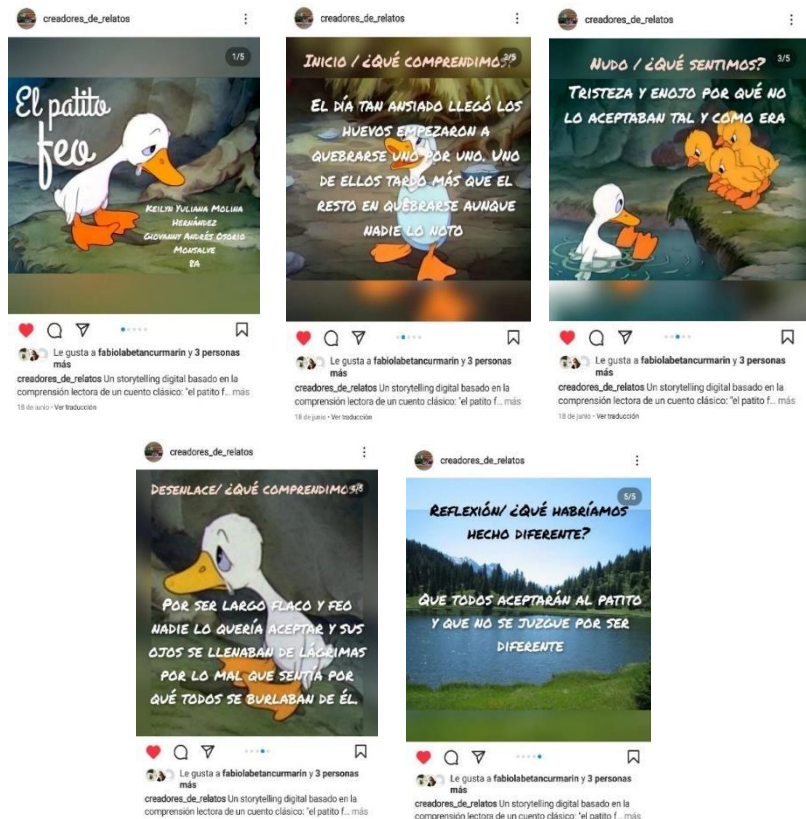 creadores_de_relatos
1/5
El patito
feo
Keilyn Yuliana Molina
Hernández
Giovanny Andrés Osorio
Monsalve
8A
Le gusta a fabiolabetancurmarin y 3 personas
más
creadores_de_relatos Un storytelling digital basado en la
comprensión lectora de un cuento clásico: "el patito f... más
18 de junio · Ver traducción
creadores_de_relatos
2/5
INICIO / ¿QUÉ COMPRENDIMOS?
EL DÍA TAN ANSIADO LLEGÓ LOS
HUEVOS EMPEZARON A
QUEBRARSE UNO POR UNO. UNO
DE ELLOS TARDO MÁS QUE EL
RESTO EN QUEBRARSE AUNQUE
NADIE LO NOTO
Le gusta a fabiolabetancurmarin y 3 personas
más
creadores_de_relatos Un storytelling digital basado en la
comprensión lectora de un cuento clásico: "el patito f... más
18 de junio · Ver traducción
creadores_de_relatos
3/5
NUDO / ¿QUÉ SENTIMOS?
TRISTEZA Y ENOJO POR QUÉ NO
LO ACEPTABAN TAL Y COMO ERA
Le gusta a fabiolabetancurmarin y 3 personas
más
creadores_de_relatos Un storytelling digital basado en la
comprensión lectora de un cuento clásico: "el patito f... más
18 de junio · Ver traducción
creadores_de_relatos
4/5
DESENLACE/ ¿QUÉ COMPRENDIMOS?
POR SER LARGO FLACO Y FEO
NADIE LO QUERÍA ACEPTAR Y SUS
OJOS SE LLENABAN DE LÁGRIMAS
POR LO MAL QUE SENTÍA POR
QUÉ TODOS SE BURLABAN DE ÉL.
Le gusta a fabiolabetancurmarin y 3 personas
más
creadores_de_relatos Un storytelling digital basado en la
comprensión lectora de un cuento clásico: "el patito f... más
creadores_de_relatos
5/5
REFLEXIÓN/ ¿QUÉ HABRÍAMOS
HECHO DIFERENTE?
QUE TODOS ACEPTARÁN AL PATITO
Y QUE NO SE JUZGUE POR SER
DIFERENTE
Le gusta a fabiolabetancurmarin y 3 personas
más
creadores_de_relatos Un storytelling digital basado en la
comprensión lectora de un cuento clásico: "el patito f... más